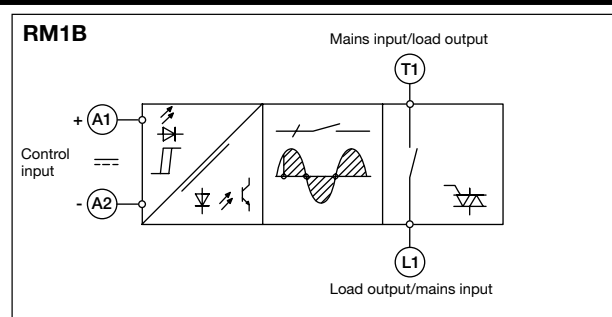 RM1B
Mains input/load output
T1
+ A1
Control
input
- A2
L1
Load output/mains input